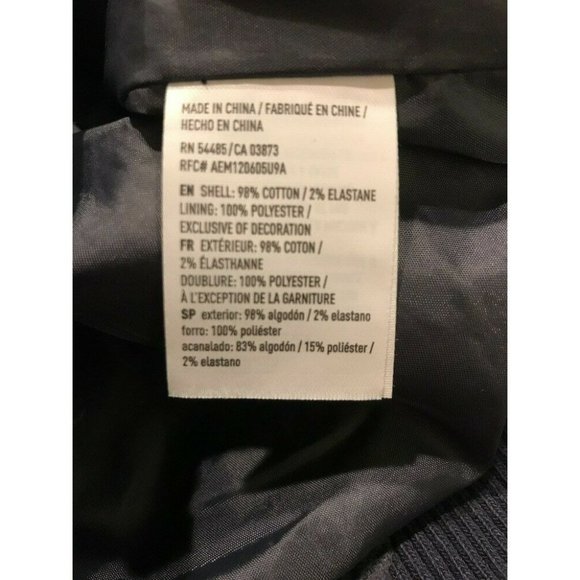 MADE IN CHINA / FABRIQUÉ EN CHINE /
HECHO EN CHINA
RN 54485/CA 03873
RFC# AEM120605U9A
EN SHELL: 98% COTTON / 2% ELASTANE
LINING: 100% POLYESTER /
EXCLUSIVE OF DECORATION
FR EXTÉRIEUR: 98% COTON /
2% ÉLASTHANNE
DOUBLURE: 100% POLYESTER /
À L'EXCEPTION DE LA GARNITURE
SP exterior: 98% algodón / 2% elastano
forro: 100% poliéster
acanalado: 83% algodón / 15% poliéster /
2% elastano